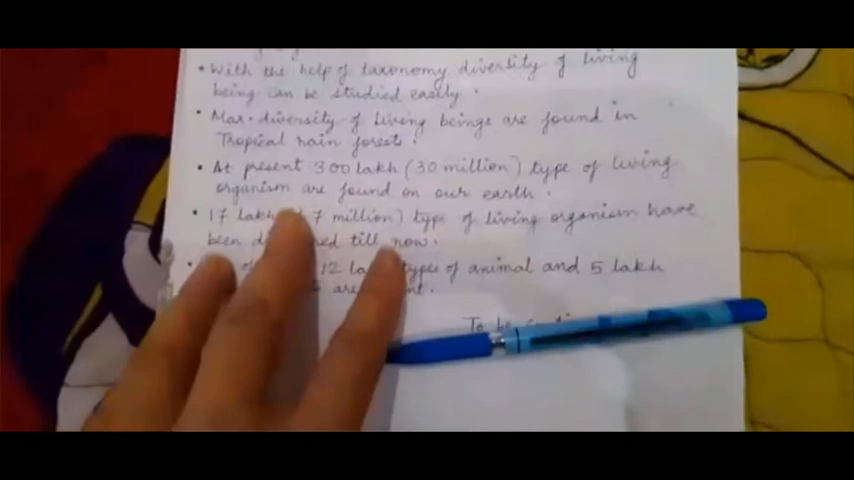 • With the help of taxonomy diversity of living
being can be studied easily.
• Max. diversity of living beings are found in
Tropical rain forests.
• At present 300 lakh (30 million) type of living
organism are found on our earth.
• 17 lakh 7 million) type of living organism have
been till now.
12 types of animal and 5 lakh
are
To be